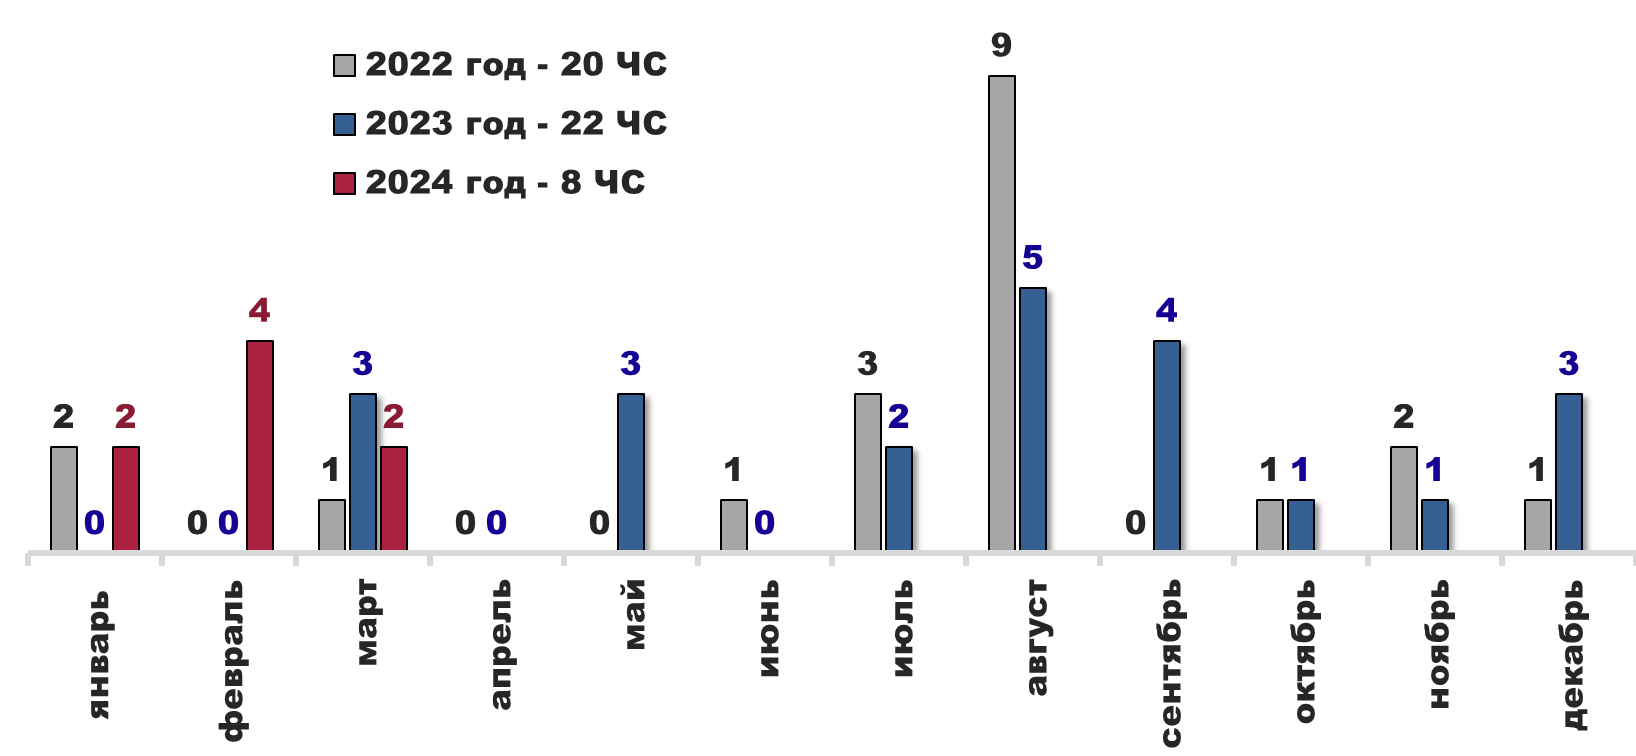 2022 год - 20 ЧС
2023 год - 22 ЧС
2024 год - 8 ЧС
2 0 2
0 0 4
1 3 2
0 0
0 3
1 0
3 2
9 5
0 4
1 1
2 1
1 3
январь
февраль
март
апрель
май
июнь
июль
август
сентябрь
октябрь
ноябрь
декабрь